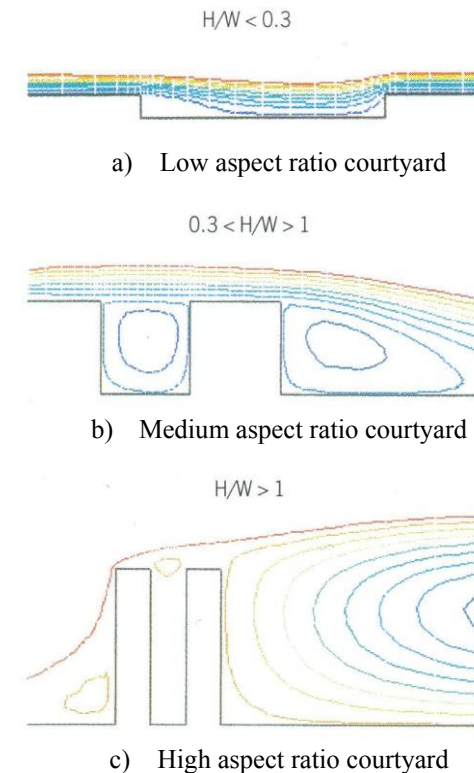 H/W < 0.3
a) Low aspect ratio courtyard
0.3 < H/W > 1
b) Medium aspect ratio courtyard
H/W > 1
c) High aspect ratio courtyard